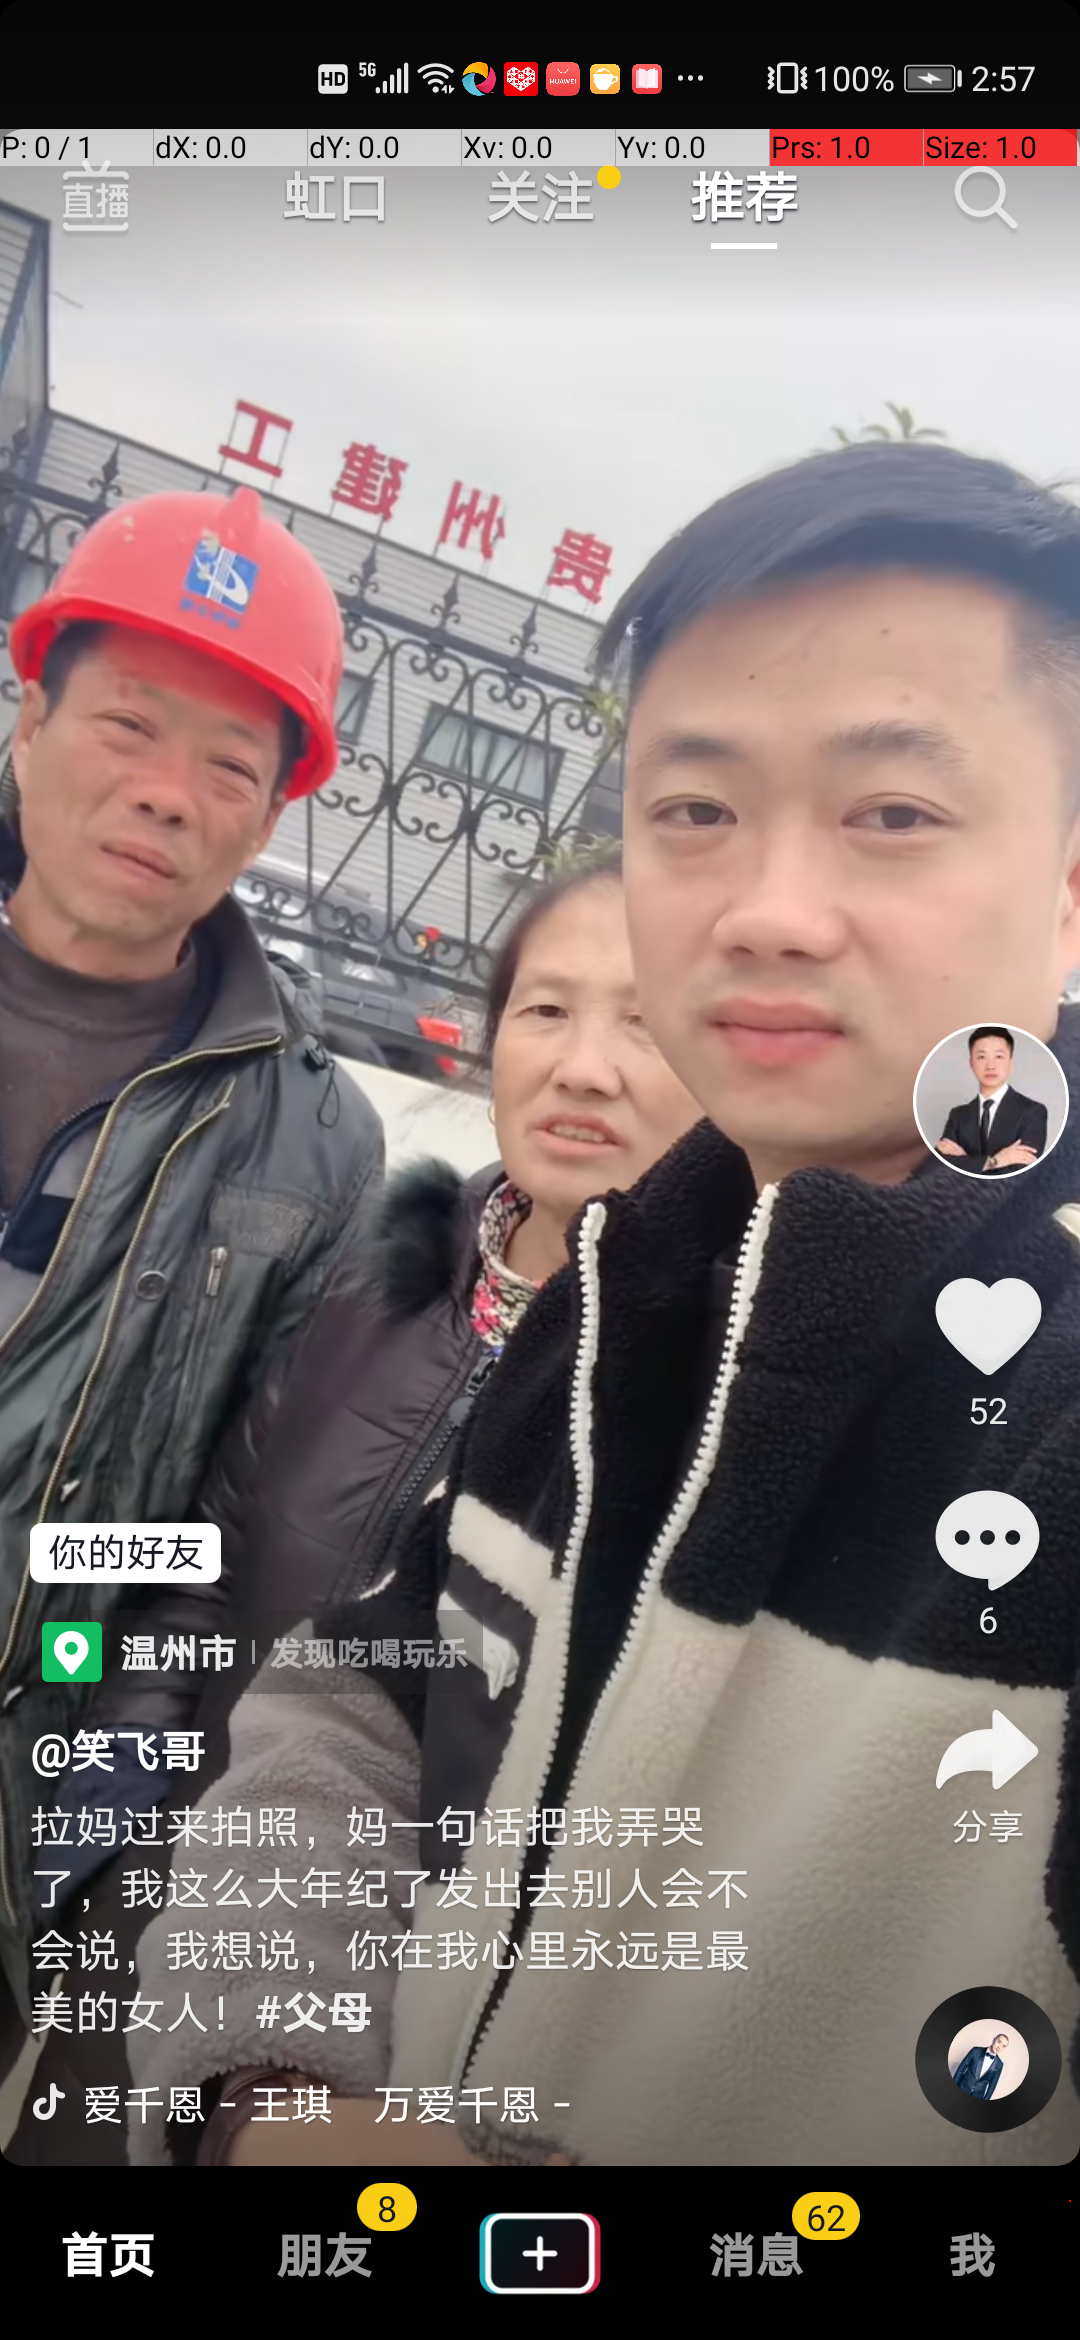 HD 5G HUAWEI 100% 2:57
P: 0 / 1 dX: 0.0 dY: 0.0 Xv: 0.0 Yv: 0.0 Prs: 1.0 Size: 1.0
直播 虹口 关注 推荐
工建州贵
52
你的好友
6
温州市 | 发现吃喝玩乐
@笑飞哥
拉妈过来拍照，妈一句话把我弄哭
了，我这么大年纪了发出去别人会不
会说，我想说，你在我心里永远是最
美的女人！#父母
分享
爱千恩 - 王琪 万爱千恩 -
首页 朋友 8 消息 62 我